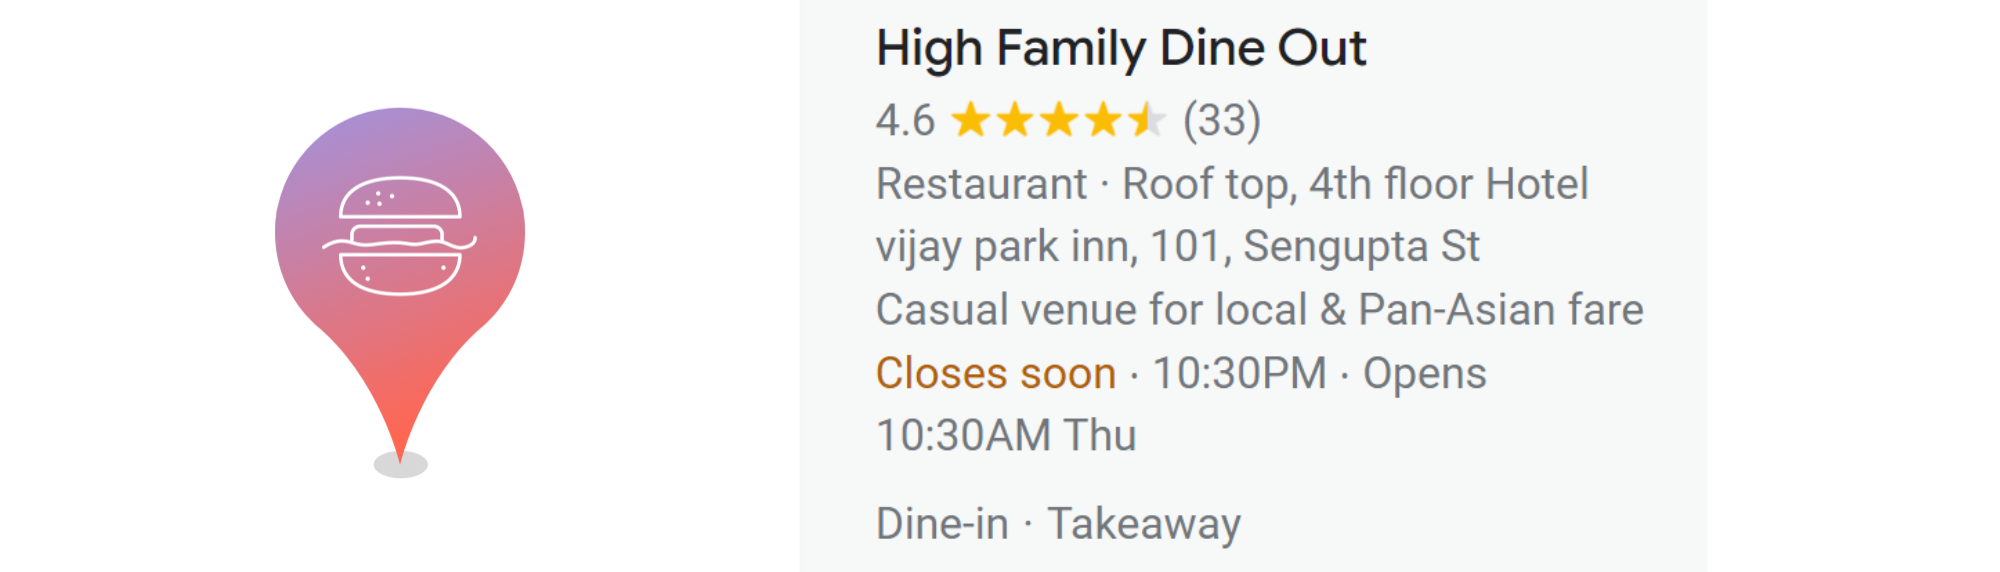 High Family Dine Out
4.6 (33)
Restaurant · Roof top, 4th floor Hotel
vijay park inn, 101, Sengupta St
Casual venue for local & Pan-Asian fare
Closes soon · 10:30PM · Opens
10:30AM Thu
Dine-in · Takeaway